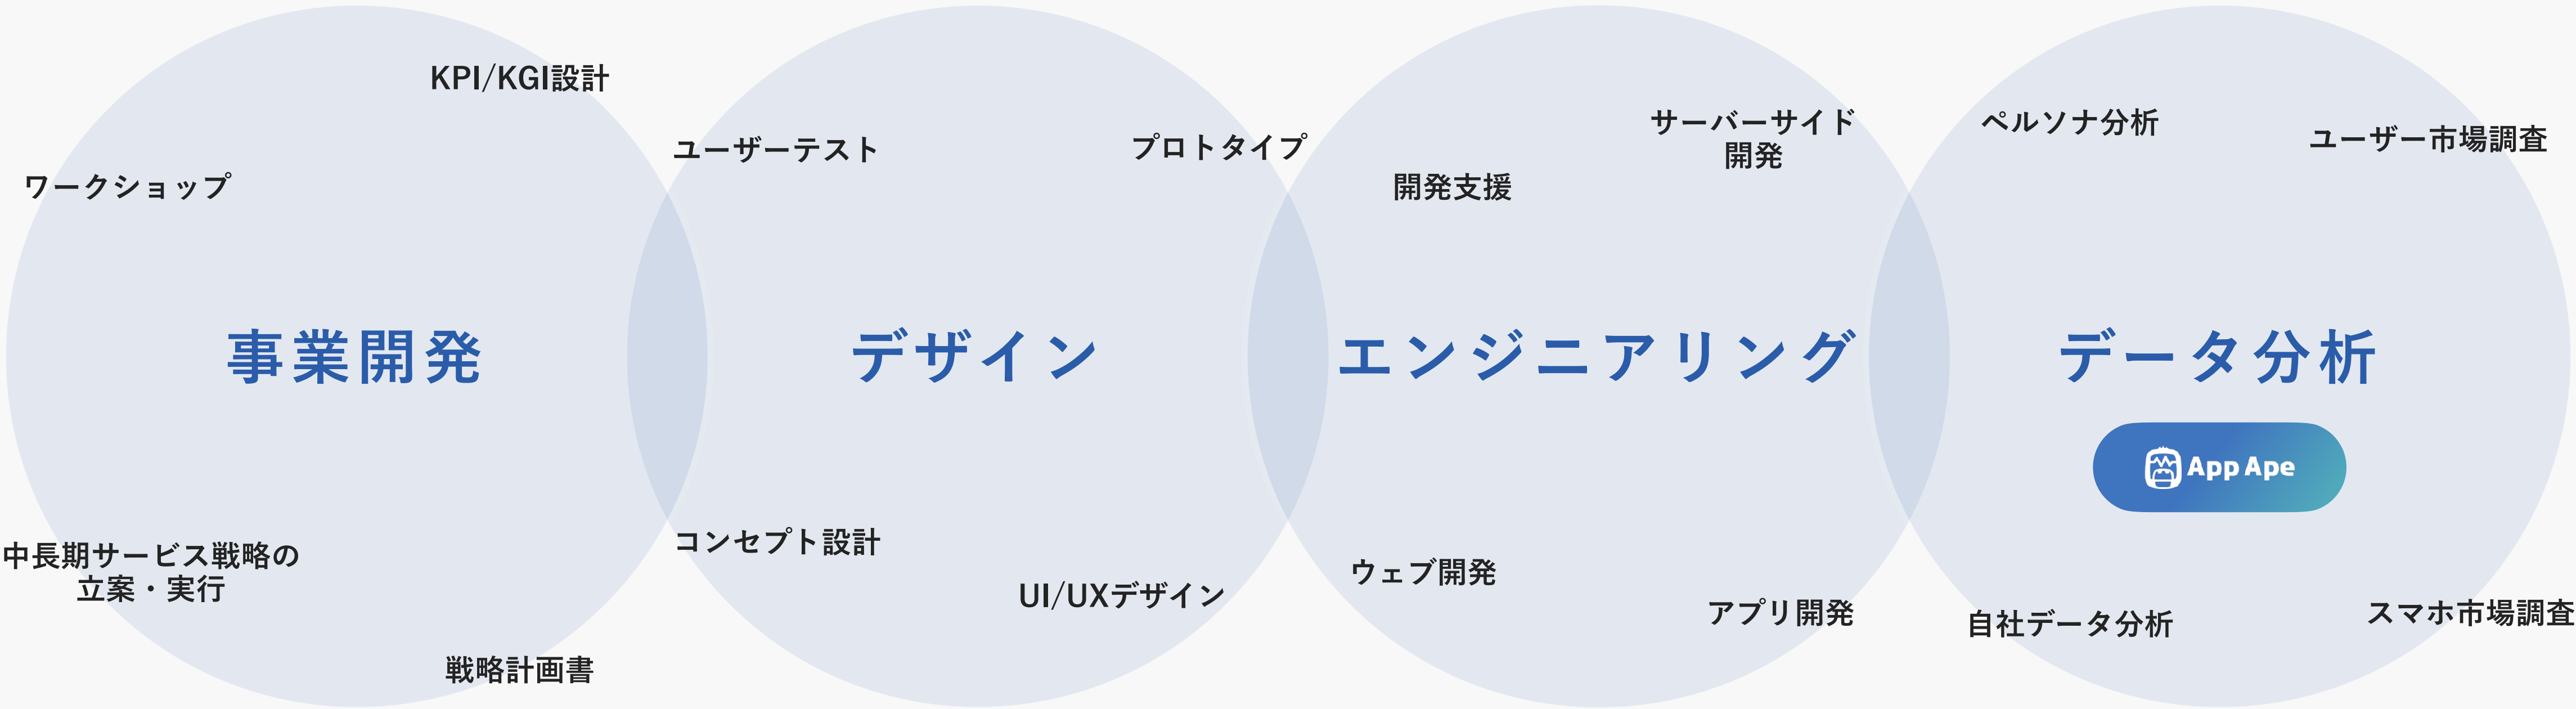 KPI/KGI設計
ワークショップ
事業開発
中長期サービス戦略の
立案・実行
戦略計画書
ユーザーテスト
プロトタイプ
デザイン
コンセプト設計
UI/UXデザイン
サーバーサイド
開発
開発支援
エンジニアリング
ウェブ開発
アプリ開発
ペルソナ分析
ユーザー市場調査
データ分析
App Ape
自社データ分析
スマホ市場調査